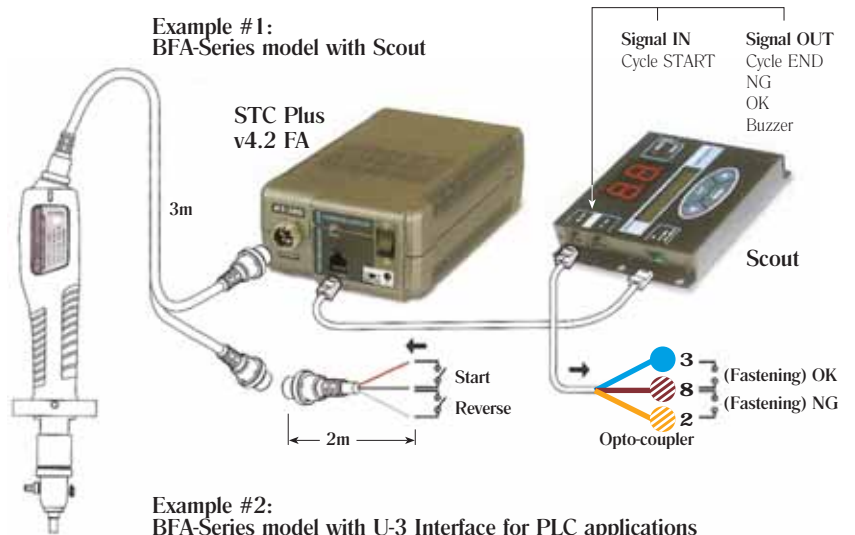 Example #1:
BFA-Series model with Scout
Signal IN
Cycle START
Signal OUT
Cycle END
NG
OK
Buzzer
STC Plus
v4.2 FA
3m
Scout
Start
Reverse
2m
3
8
2
(Fastening) OK
(Fastening) NG
Opto-coupler
Example #2:
BFA-Series model with U-3 Interface for PLC applications